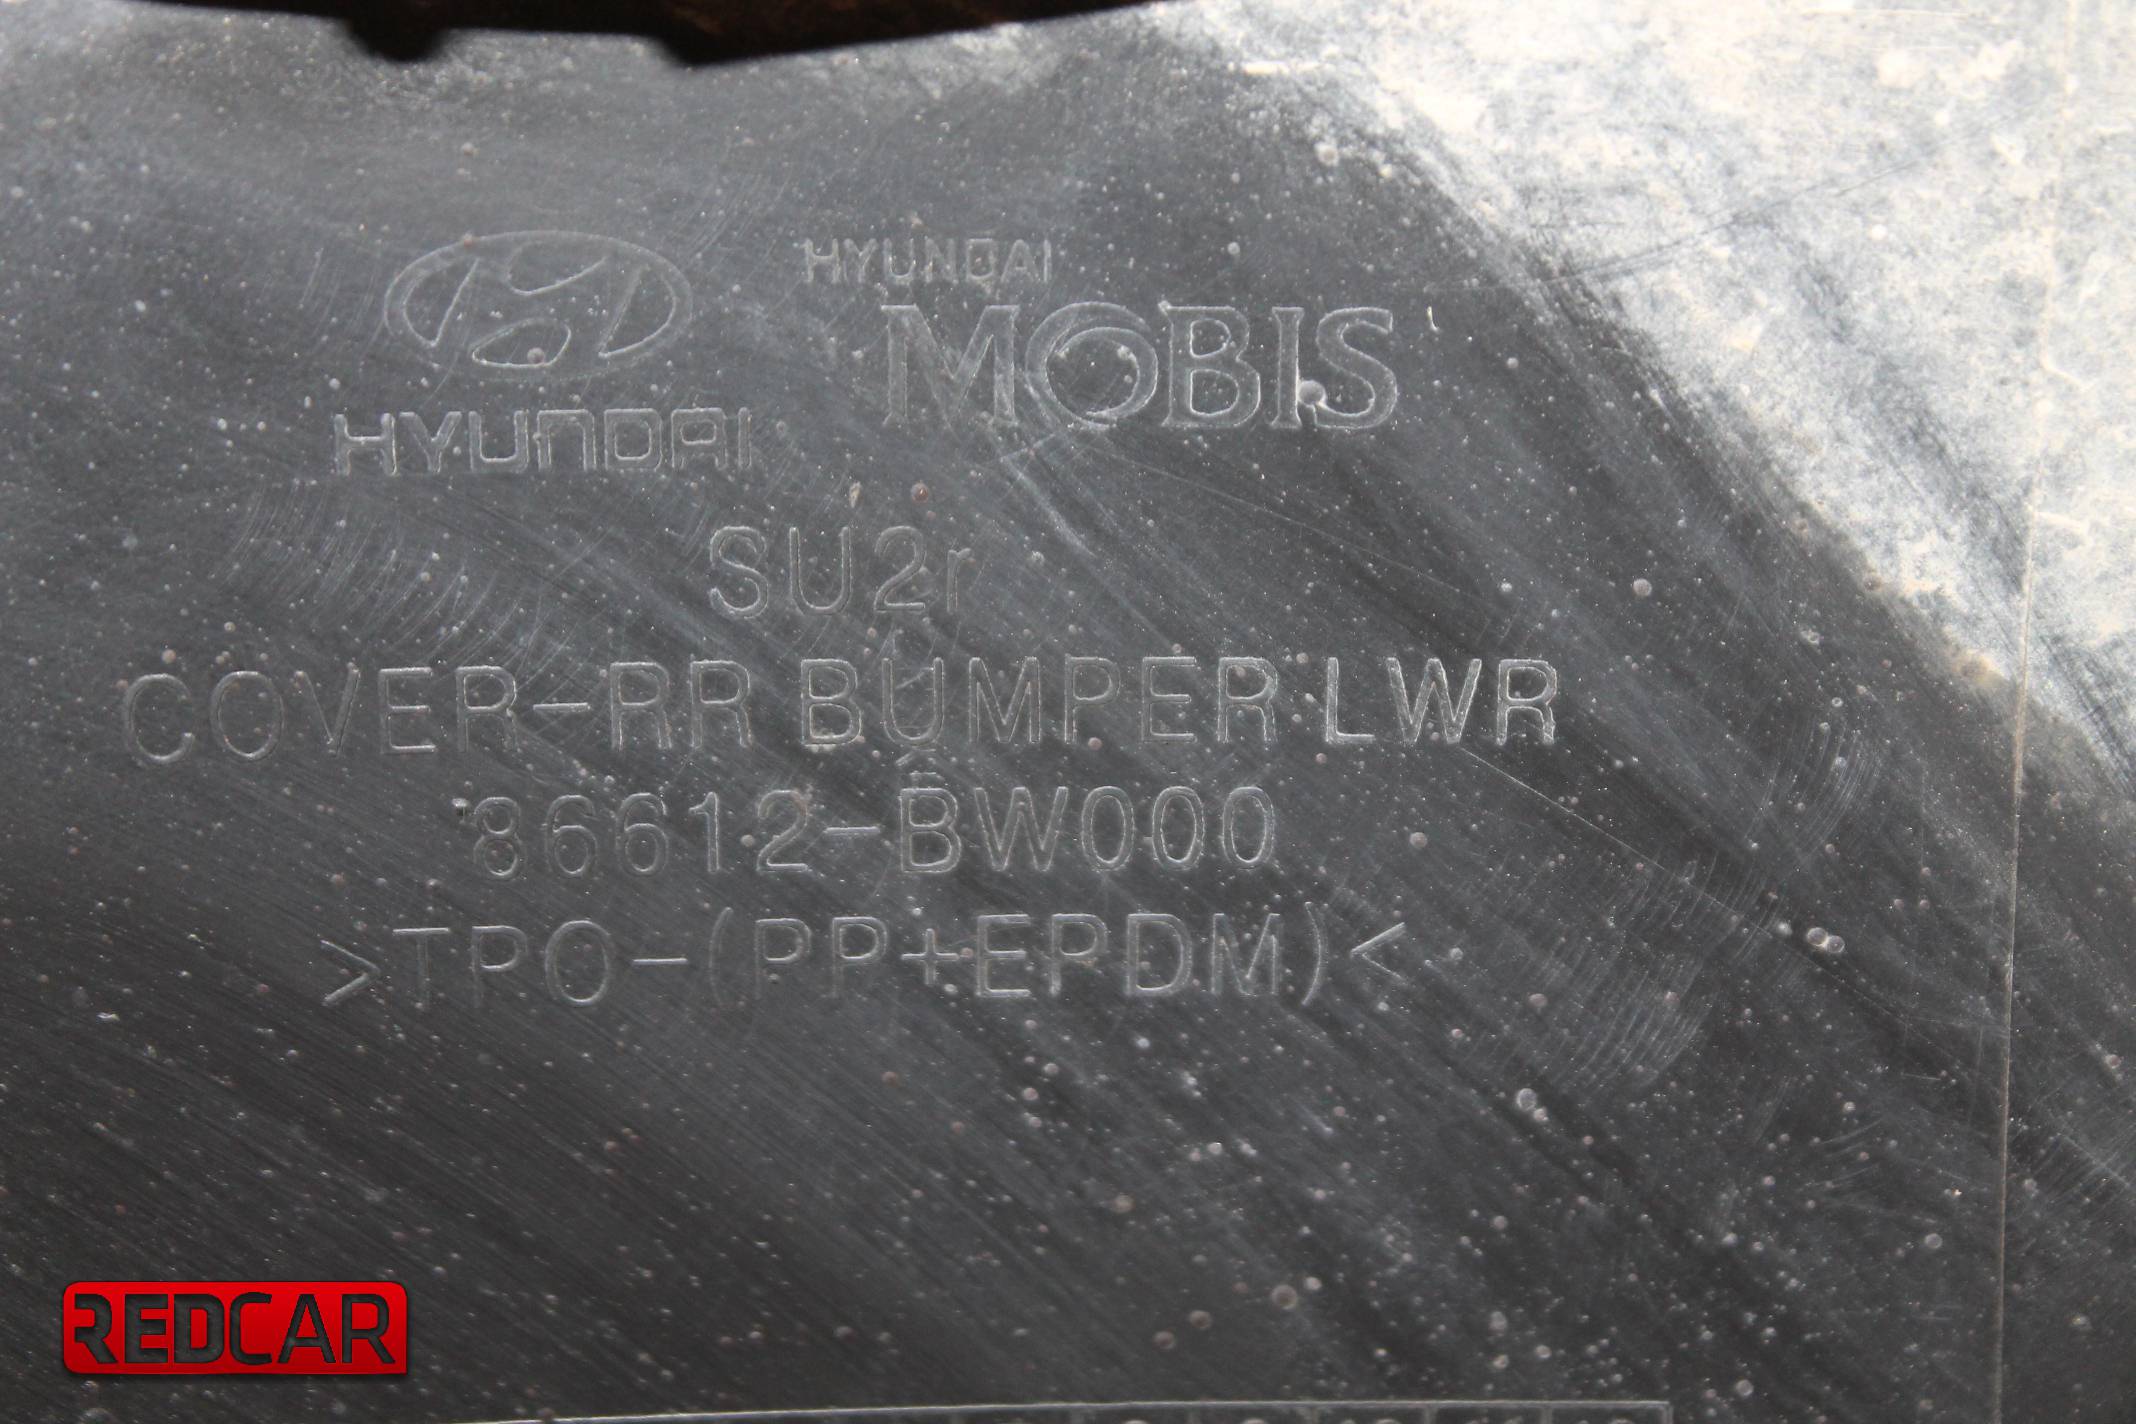 HYUNDAI
HYUNDAI
MOBIS
SU2r
COVER-RR BUMPER LWR
86612-BW000
>TPO-(PP+EPDM)<
REDCAR